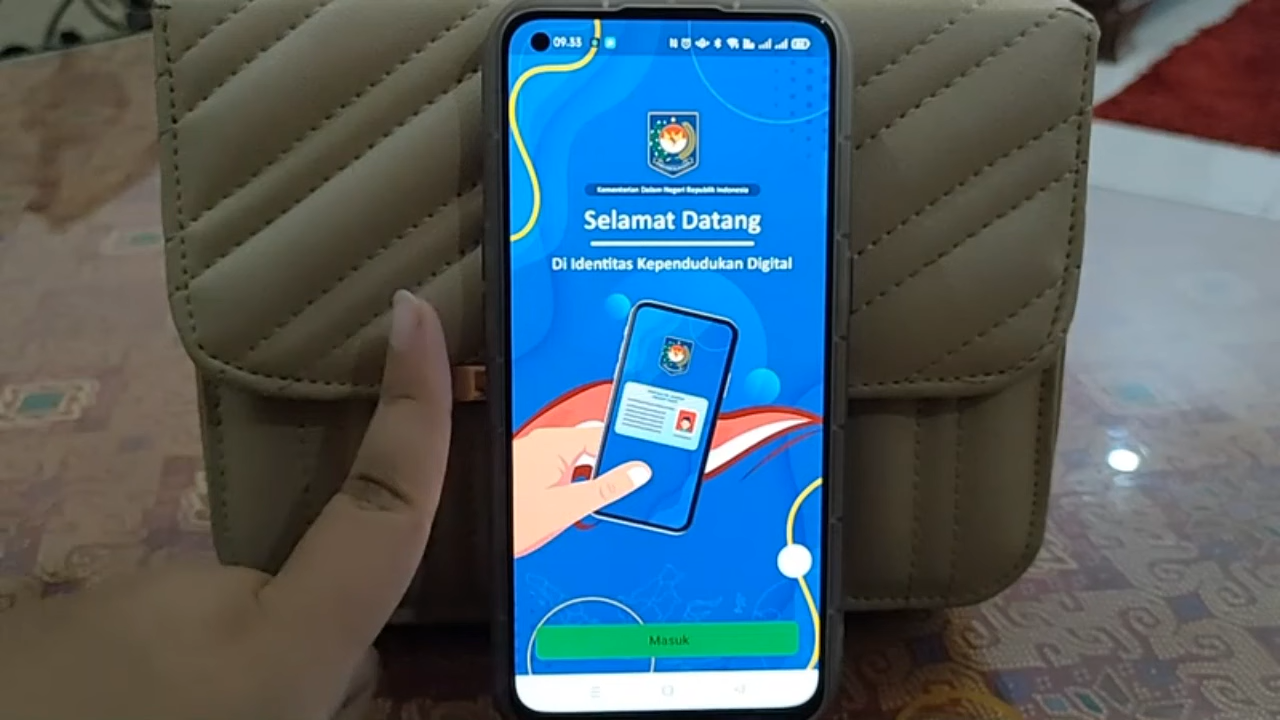 09.33
Kementerian Dalam Negeri Republik Indonesia
Selamat Datang
Di Identitas Kependudukan Digital
Masuk